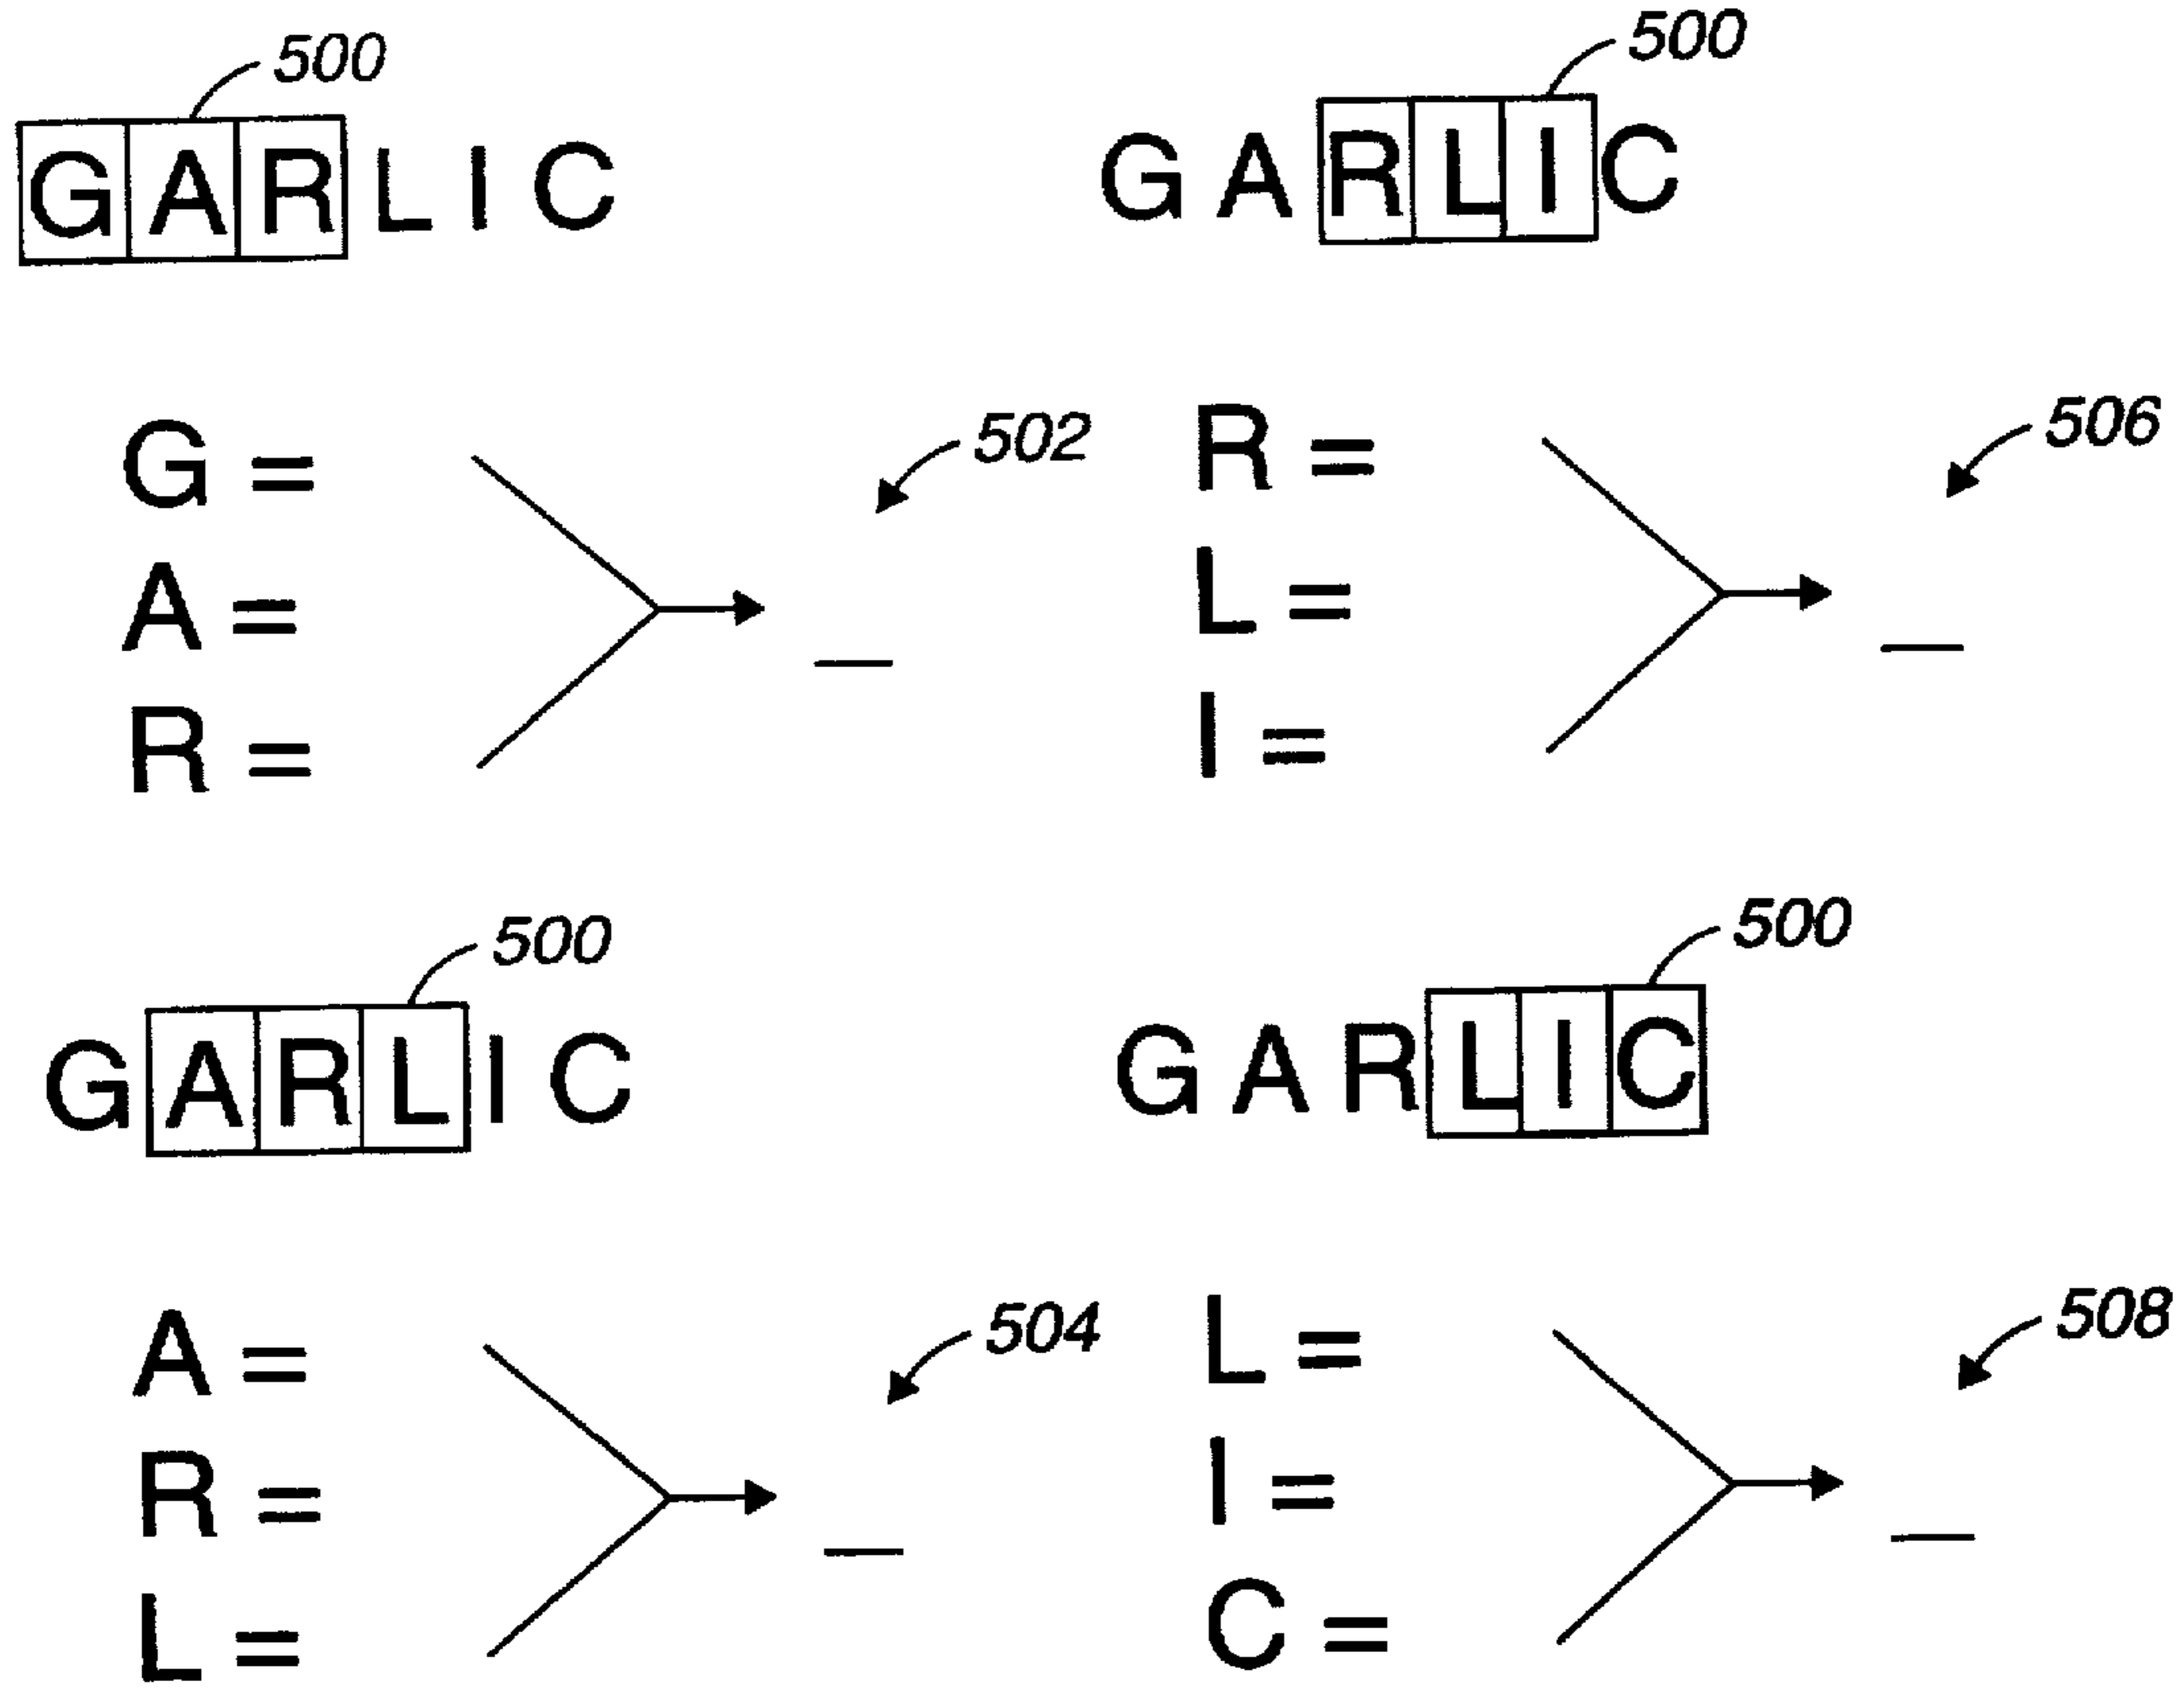 500
GARLIC
G =
A =
R =
502
500
GARLIC
R =
L =
I =
506
500
GARLIC
A =
R =
L =
504
500
GARLIC
L =
I =
C =
508